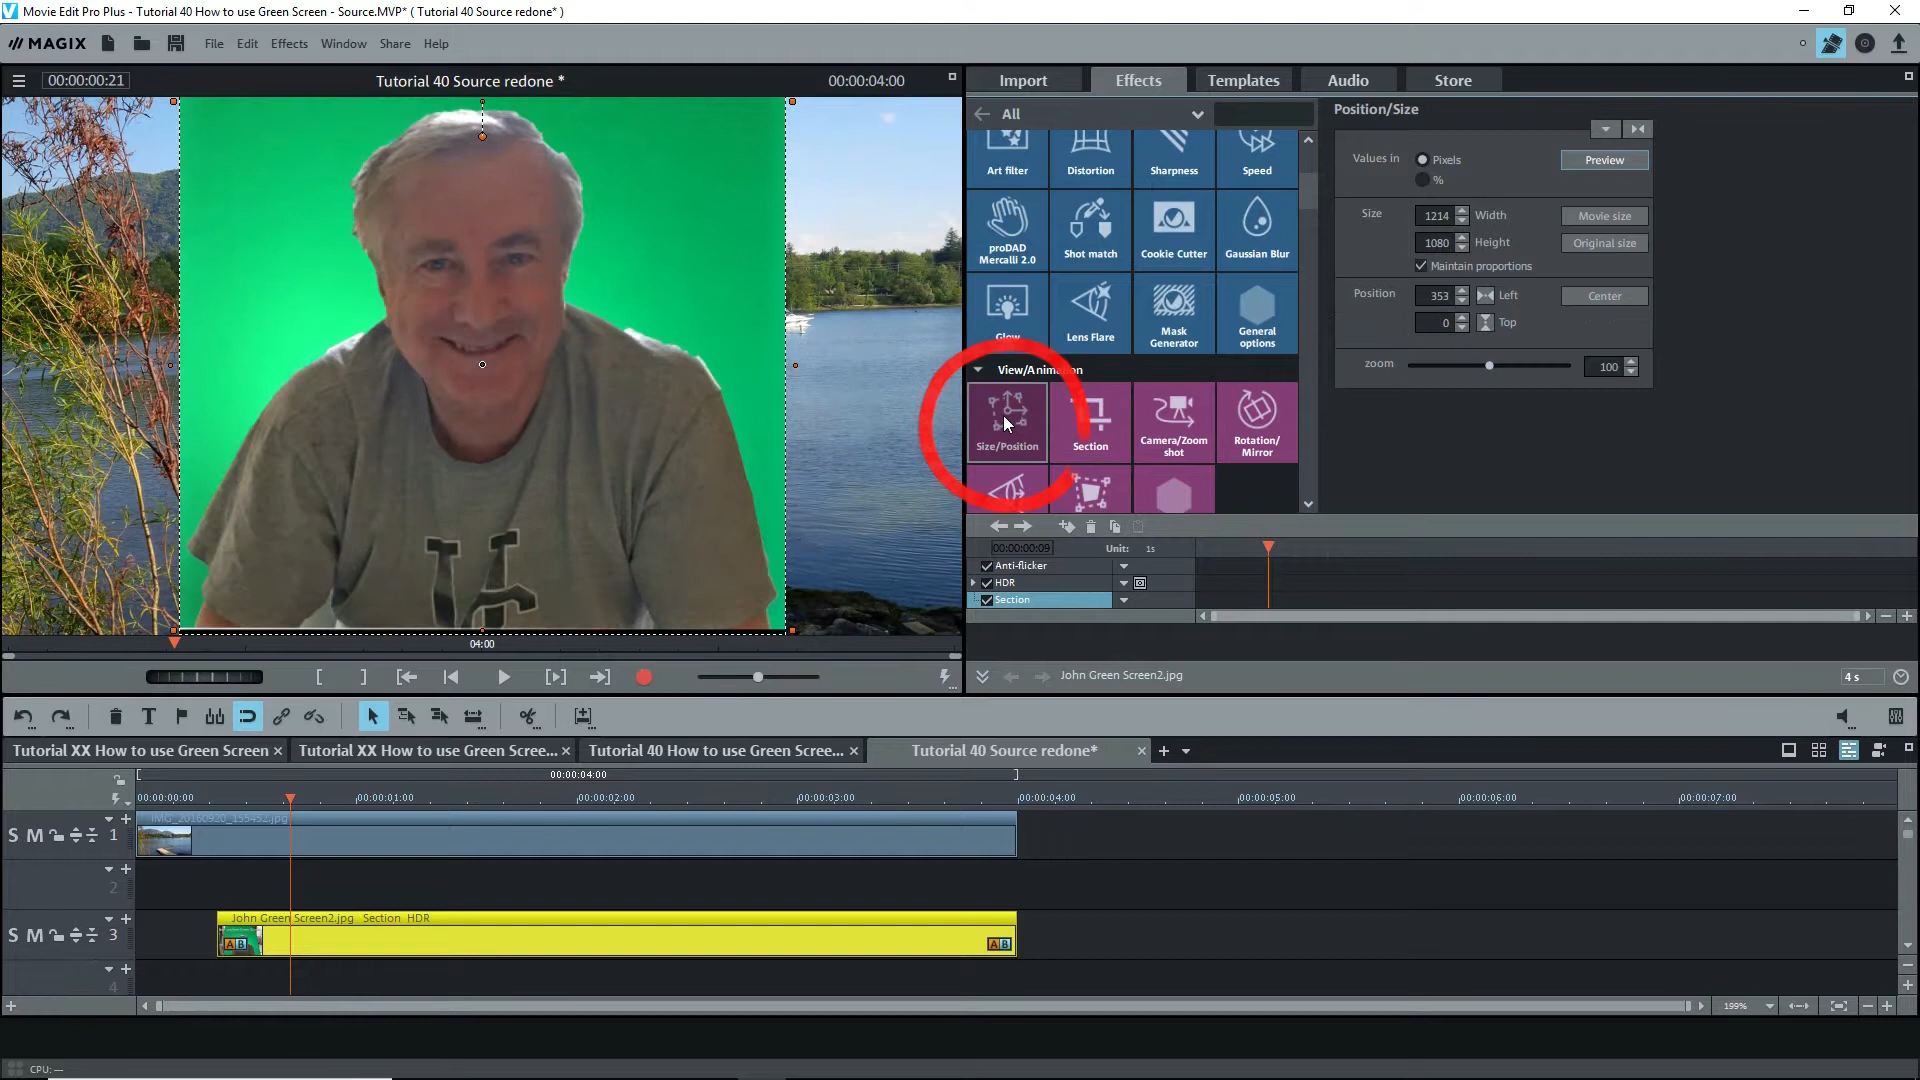 Movie Edit Pro Plus - Tutorial 40 How to use Green Screen - Source.MVP* ( Tutorial 40 Source redone* )
MAGIX File Edit Effects Window Share Help
00:00:00:21 Tutorial 40 Source redone * 00:00:04:00
Import Effects Templates Audio Store
All
Position/Size
Art filter Distortion Sharpness Speed
Values in Pixels Preview
%
Size 1214 Width Movie size
1080 Height Original size
Maintain proportions
Position 353 Left Center
0 Top
zoom 100
proDAD Mercalli 2.0 Shot match Cookie Cutter Gaussian Blur
Glow Lens Flare Mask Generator General options
View/Animation
Size/Position Section Camera/Zoom shot Rotation/ Mirror
00:00:00:09 Unit: 1s
Anti-flicker
HDR
Section
04:00
John Green Screen2.jpg 4 s
Tutorial XX How to use Green Screen Tutorial XX How to use Green Scree... Tutorial 40 How to use Green Scree... Tutorial 40 Source redone*
00:00:04:00
00:00:00:00 00:00:01:00 00:00:02:00 00:00:03:00 00:00:04:00 00:00:05:00 00:00:06:00 00:00:07:00
IMG_20160920_155452.jpg
S M 1
2
John Green Screen2.jpg Section HDR
S M 3
AB AB
4
199%
CPU: —